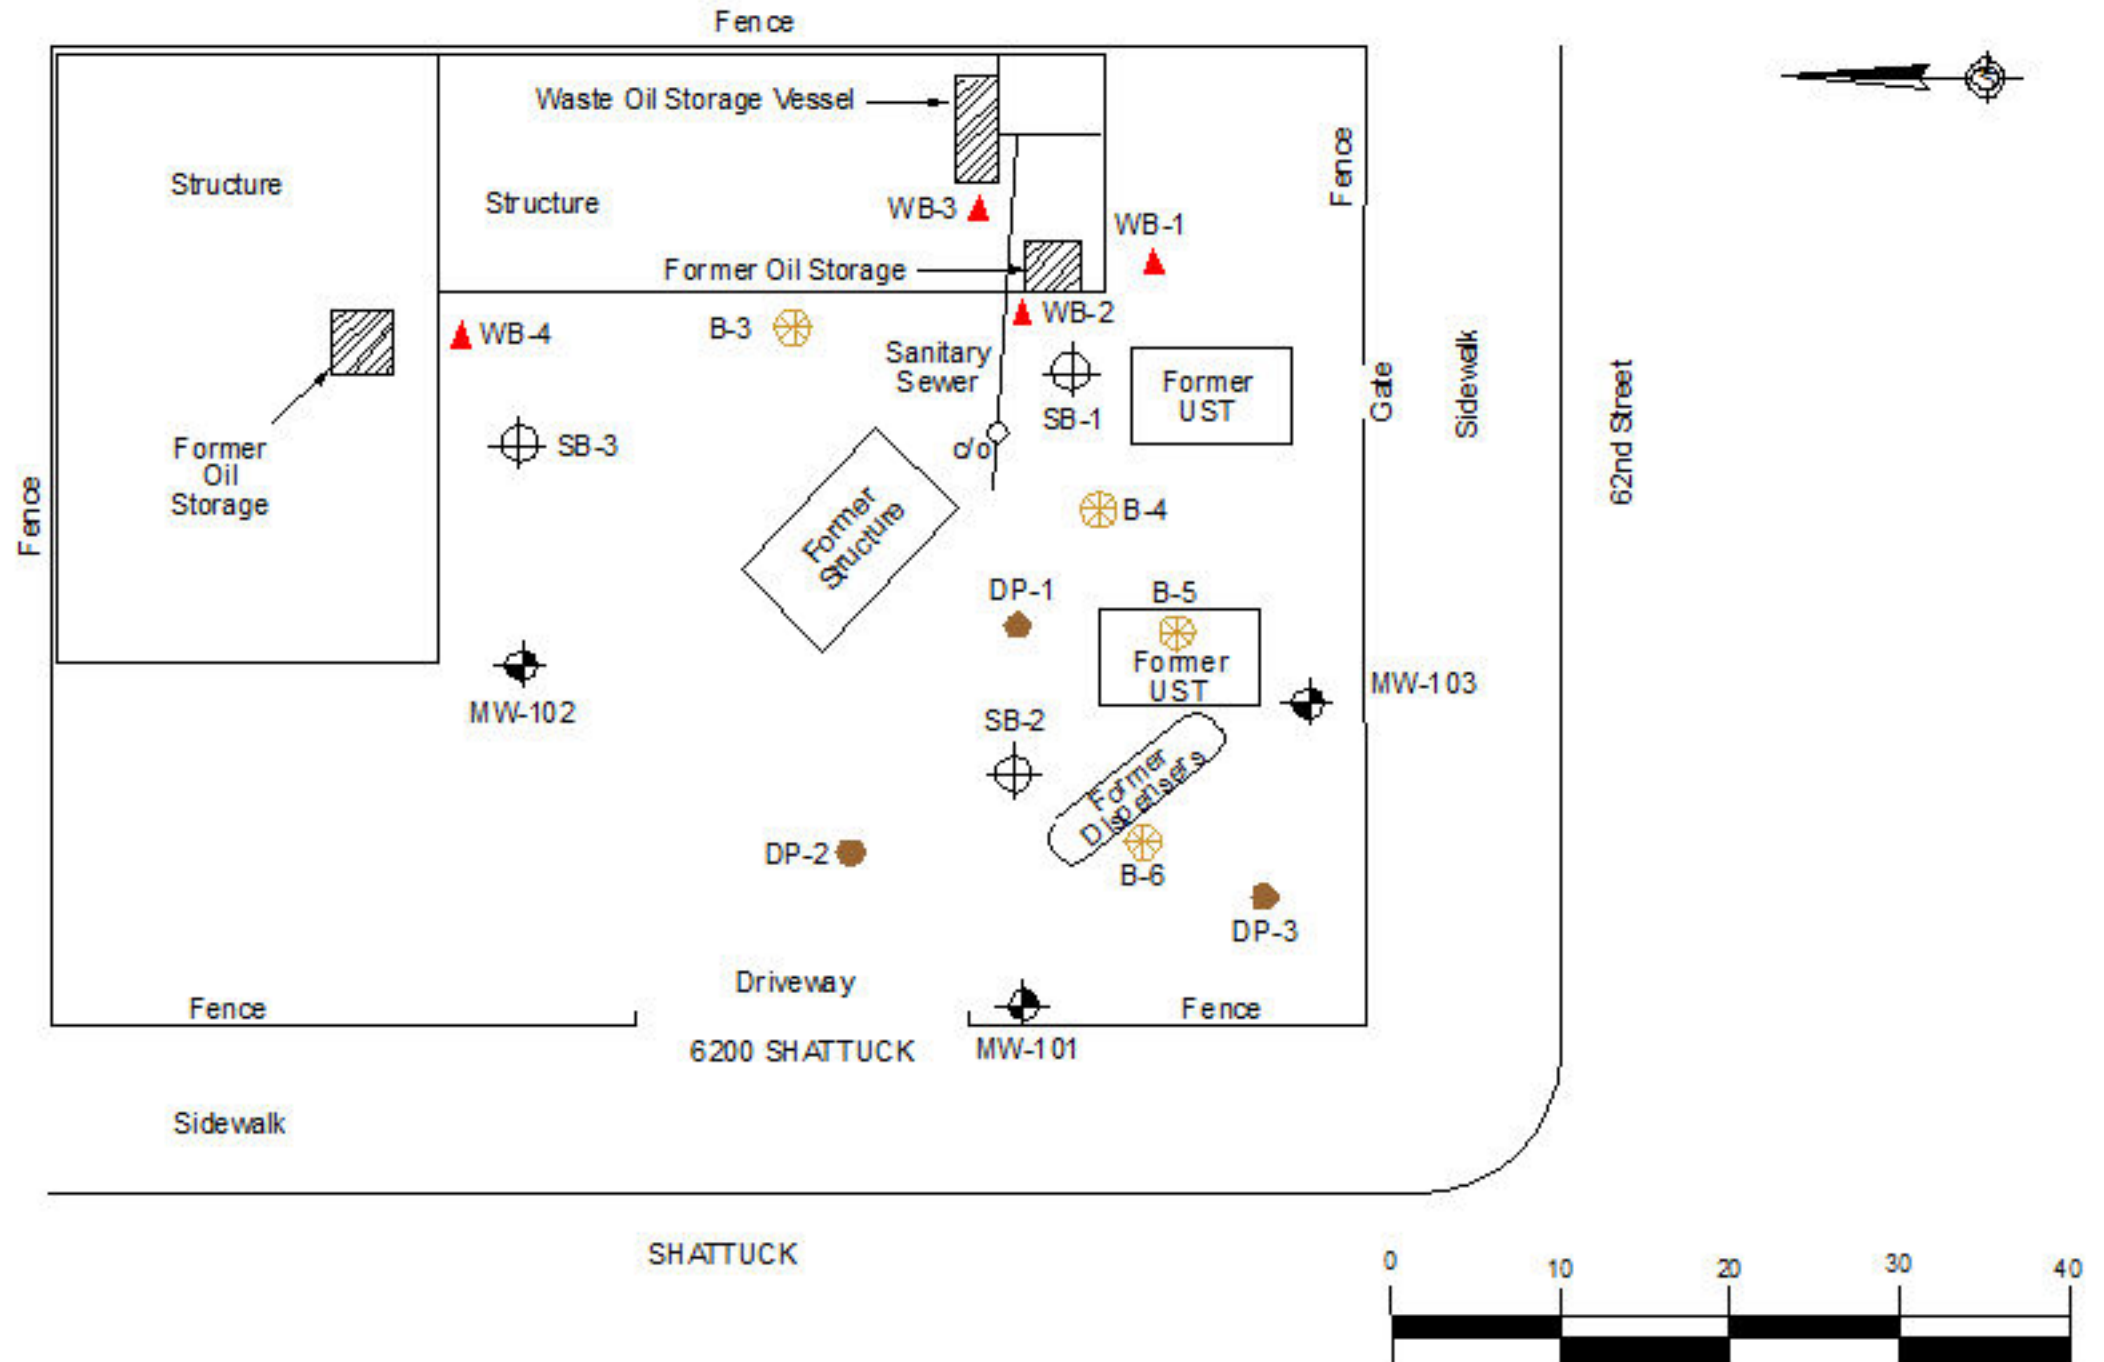 Fence
Waste Oil Storage Vessel
Structure
Structure
Fence
WB-3
WB-1
Former Oil Storage
WB-2
B-3
WB-4
Sanitary
Sewer
Former
UST
SB-1
Gate
Sidewalk
62nd Street
Former
Oil
Storage
SB-3
c/o
Fence
Former
Structure
B-4
DP-1
B-5
Former
UST
MW-103
MW-102
SB-2
Former
Dispensers
DP-2
B-6
DP-3
Driveway
Fence
Fence
6200 SHATTUCK
MW-101
Sidewalk
SHATTUCK
0 10 20 30 40